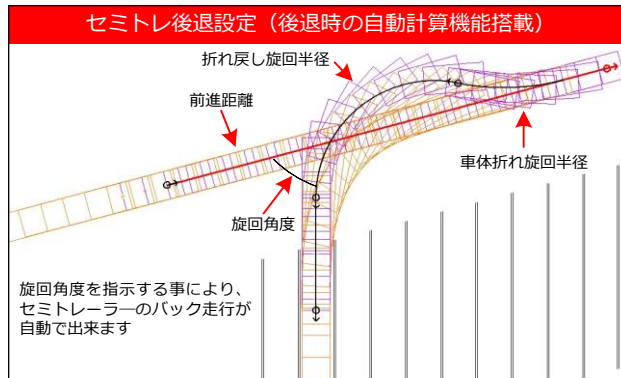 セミトレ後退設定（後退時の自動計算機能搭載）
折れ戻し旋回半径
前進距離
車体折れ旋回半径
旋回角度
旋回角度を指示する事により、
セミトレーラ―のバック走行が
自動で出来ます